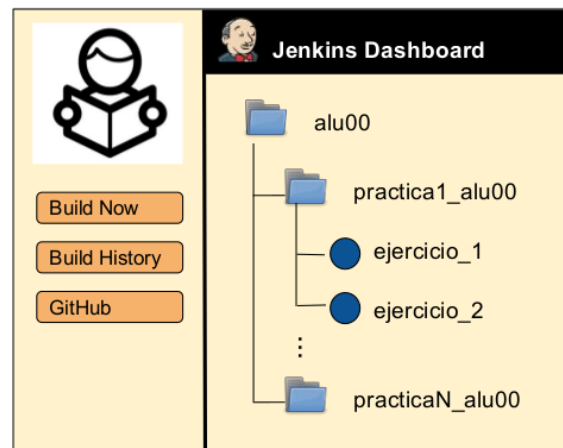 Jenkins Dashboard
alu00
practica1_alu00
Build Now
ejercicio_1
Build History
GitHub
ejercicio_2
⋮
practicaN_alu00